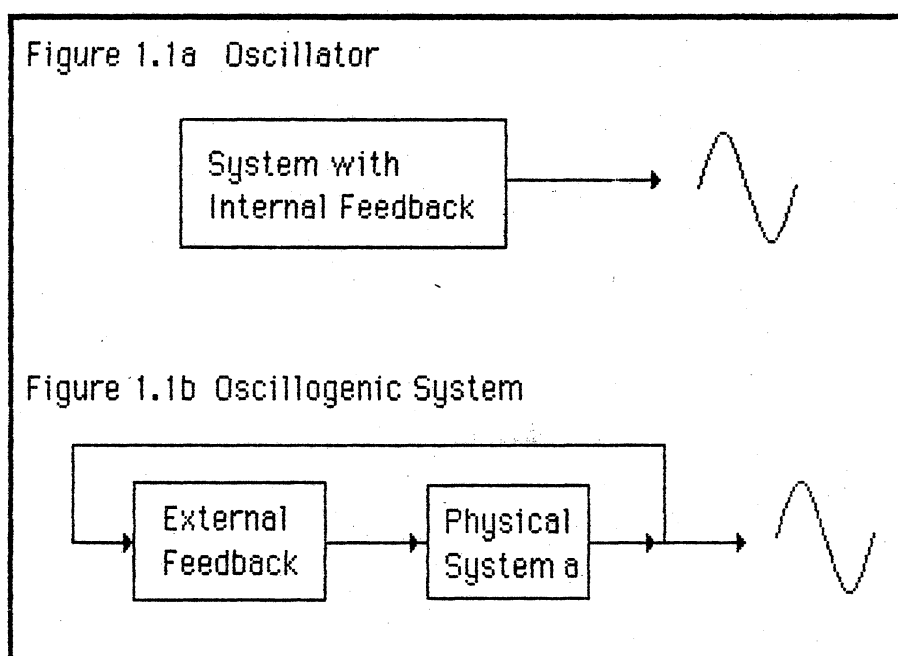 Figure 1.1a Oscillator
System with
Internal Feedback
Figure 1.1b Oscillogenic System
External
Feedback
Physical
System a